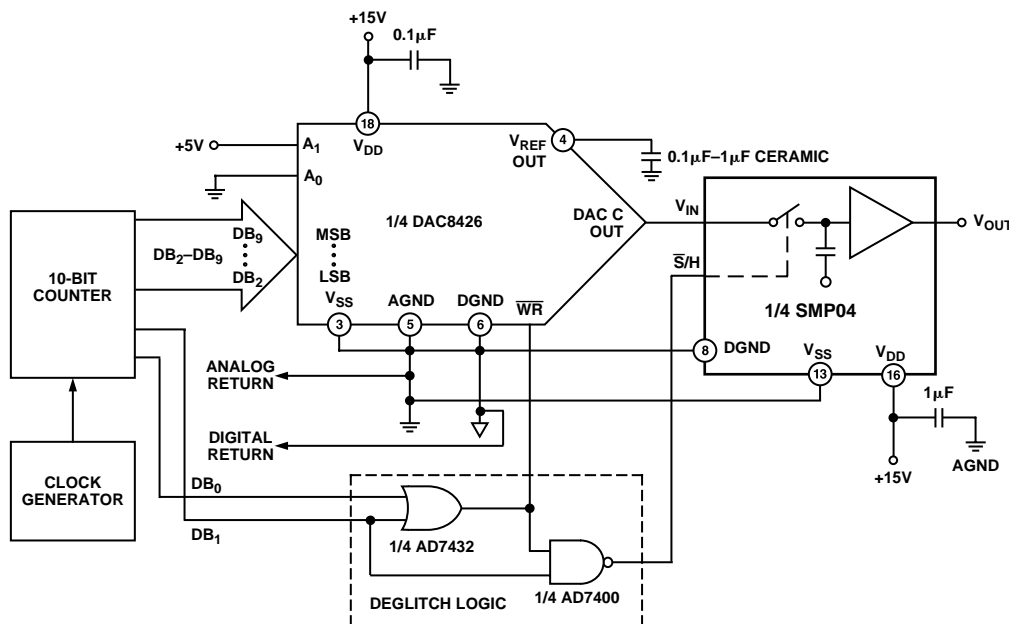 +15V
0.1µF
18
V_DD
4
V_REF
OUT
0.1µF–1µF CERAMIC
+5V
A_1
A_0
1/4 DAC8426
DAC C
OUT
V_IN
V_OUT
10-BIT
COUNTER
DB_2–DB_9
DB_9
DB_2
MSB
LSB
S̅/H
1/4 SMP04
V_SS
AGND
DGND
W̅R̅
3
5
6
8
DGND
V_SS
V_DD
13
16
ANALOG
RETURN
1µF
DIGITAL
RETURN
AGND
+15V
CLOCK
GENERATOR
DB_0
DB_1
1/4 AD7432
1/4 AD7400
DEGLITCH LOGIC